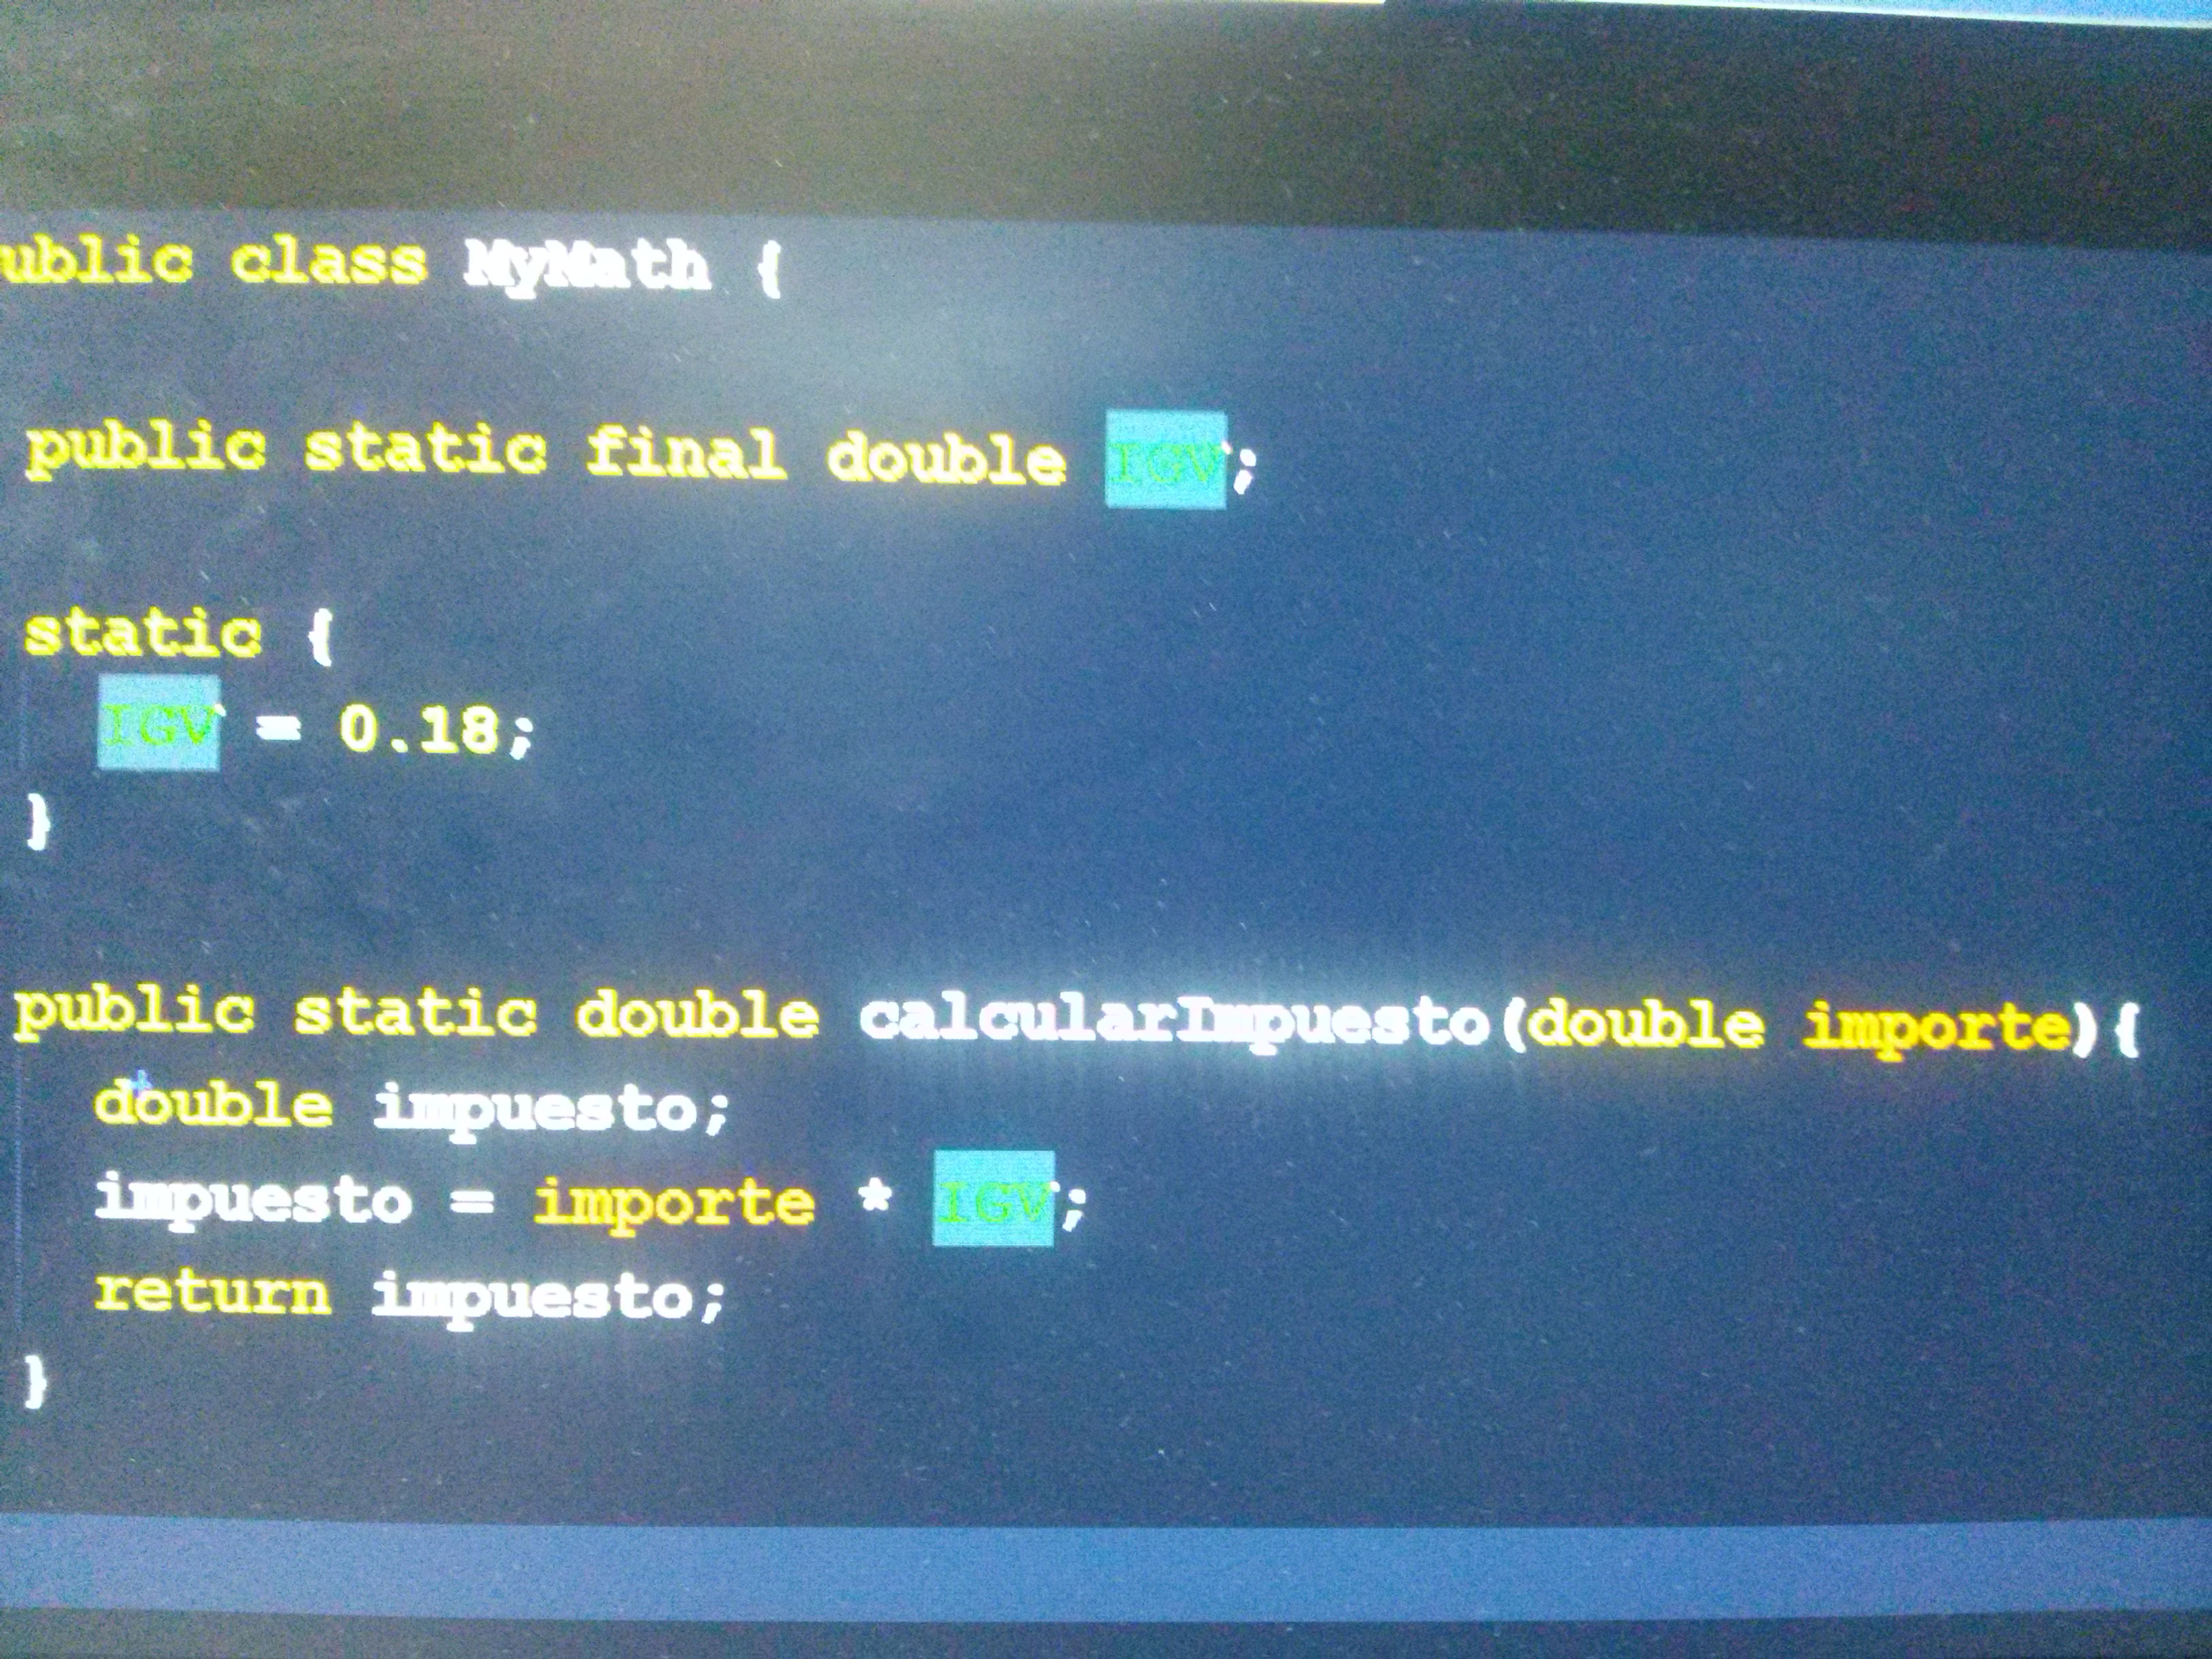 ublic class MyMath {
public static final double IGV;
static {
IGV = 0.18;
}
public static double calcularImpuesto(double importe){
double impuesto;
impuesto = importe * IGV;
return impuesto;
}